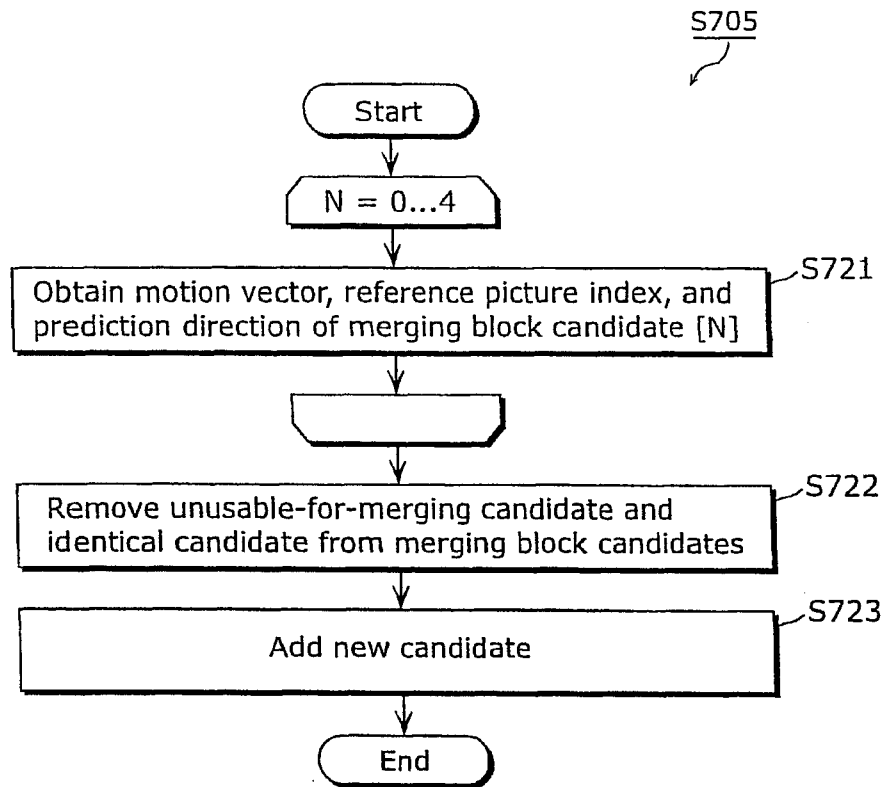 S705
Start
N = 0...4
S721
Obtain motion vector, reference picture index, and
prediction direction of merging block candidate [N]
S722
Remove unusable-for-merging candidate and
identical candidate from merging block candidates
S723
Add new candidate
End